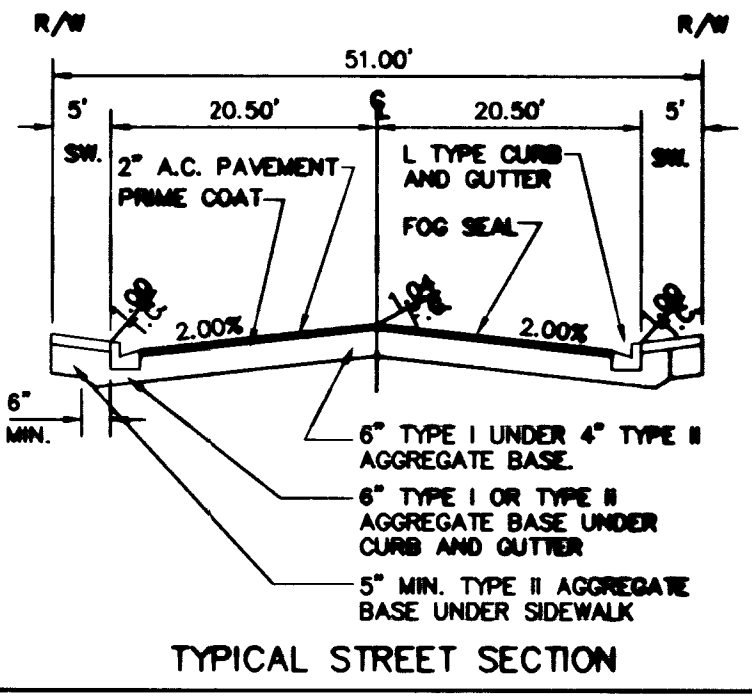 R/W R/W
51.00'
5' 20.50' ℄ 20.50' 5'
SW. SW.
2" A.C. PAVEMENT
PRIME COAT
L TYPE CURB
AND GUTTER
FOG SEAL
2.00% 2.00%
6"
MIN.
6" TYPE I UNDER 4" TYPE II
AGGREGATE BASE.
6" TYPE I OR TYPE II
AGGREGATE BASE UNDER
CURB AND GUTTER
5" MIN. TYPE II AGGREGATE
BASE UNDER SIDEWALK
TYPICAL STREET SECTION